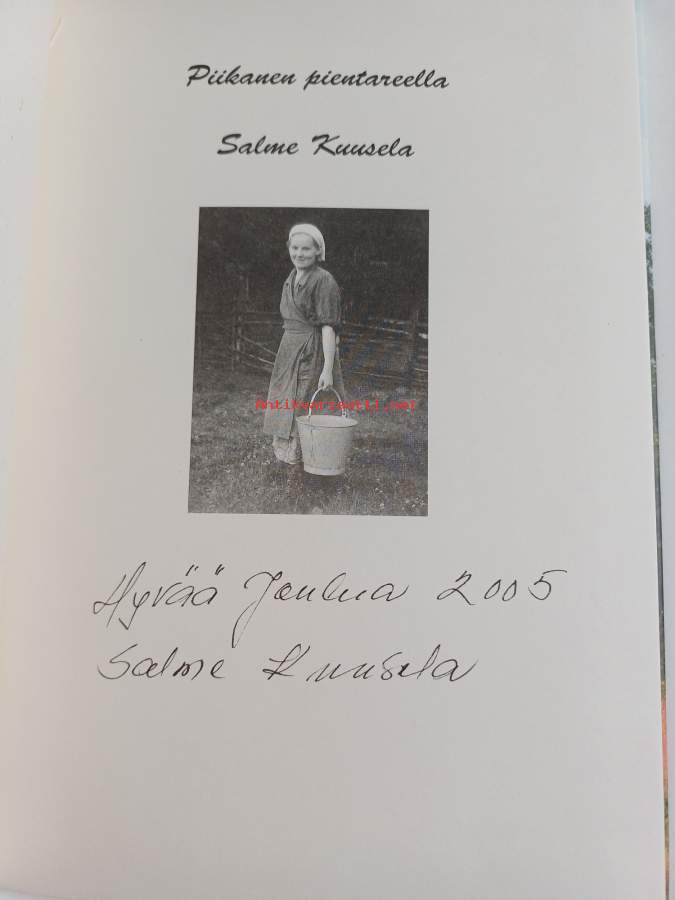 Piikanen pientareella
Salme Kuusela
Antikvariaatti.net
Hyvää Joulua 2005
Salme Kuusela